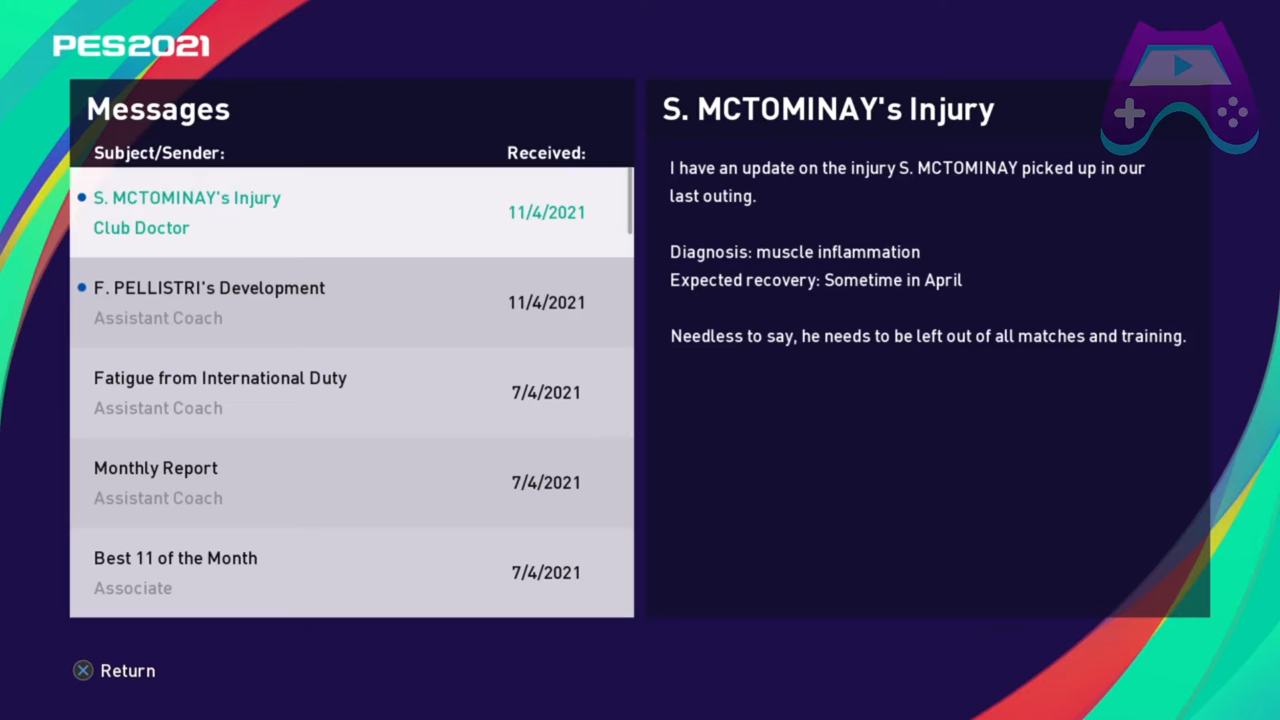 PES2021
Messages
Subject/Sender:
Received:
S. MCTOMINAY's Injury
Club Doctor
11/4/2021
F. PELLISTRI's Development
Assistant Coach
11/4/2021
Fatigue from International Duty
Assistant Coach
7/4/2021
Monthly Report
Assistant Coach
7/4/2021
Best 11 of the Month
Associate
7/4/2021
S. MCTOMINAY's Injury
I have an update on the injury S. MCTOMINAY picked up in our
last outing.
Diagnosis: muscle inflammation
Expected recovery: Sometime in April
Needless to say, he needs to be left out of all matches and training.
Return